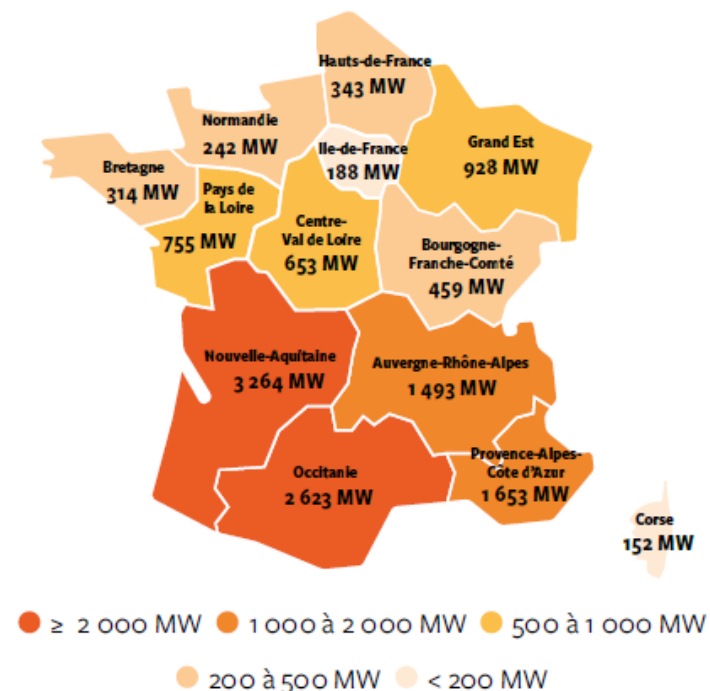 Hauts-de-France
343 MW
Normandie
242 MW
Ile-de-France
188 MW
Grand Est
928 MW
Bretagne
314 MW
Pays de
la Loire
755 MW
Centre-
Val de Loire
653 MW
Bourgogne-
Franche-Comté
459 MW
Nouvelle-Aquitaine
3 264 MW
Auvergne-Rhône-Alpes
1 493 MW
Occitanie
2 623 MW
Provence-Alpes-
Côte d'Azur
1 653 MW
Corse
152 MW
≥ 2 000 MW 1 000 à 2 000 MW 500 à 1 000 MW
200 à 500 MW < 200 MW